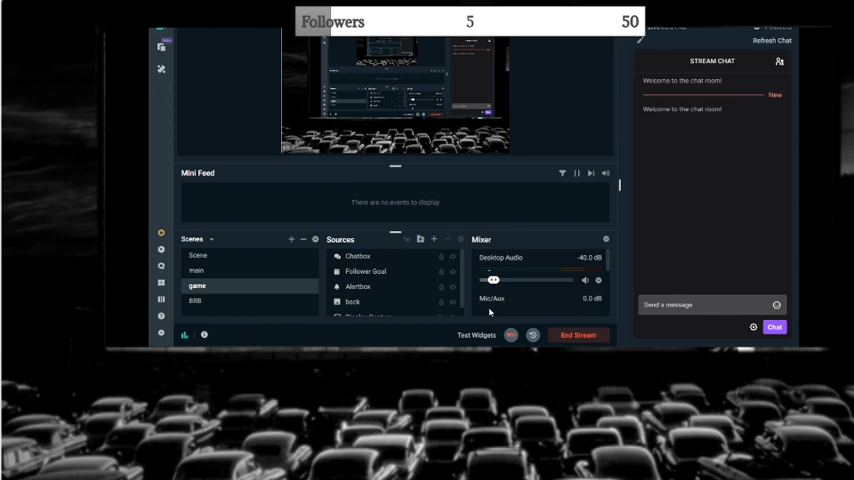 Followers 5 50
Refresh Chat
STREAM CHAT
Welcome to the chat room!
New
Welcome to the chat room!
Mini Feed
There are no events to display
Scenes
Sources
Mixer
Scene
main
game
BRB
Chatbox
Follower Goal
Alertbox
back
Desktop Audio -40.0 dB
Mic/Aux 0.0 dB
Send a message
Chat
Test Widgets
REC
End Stream